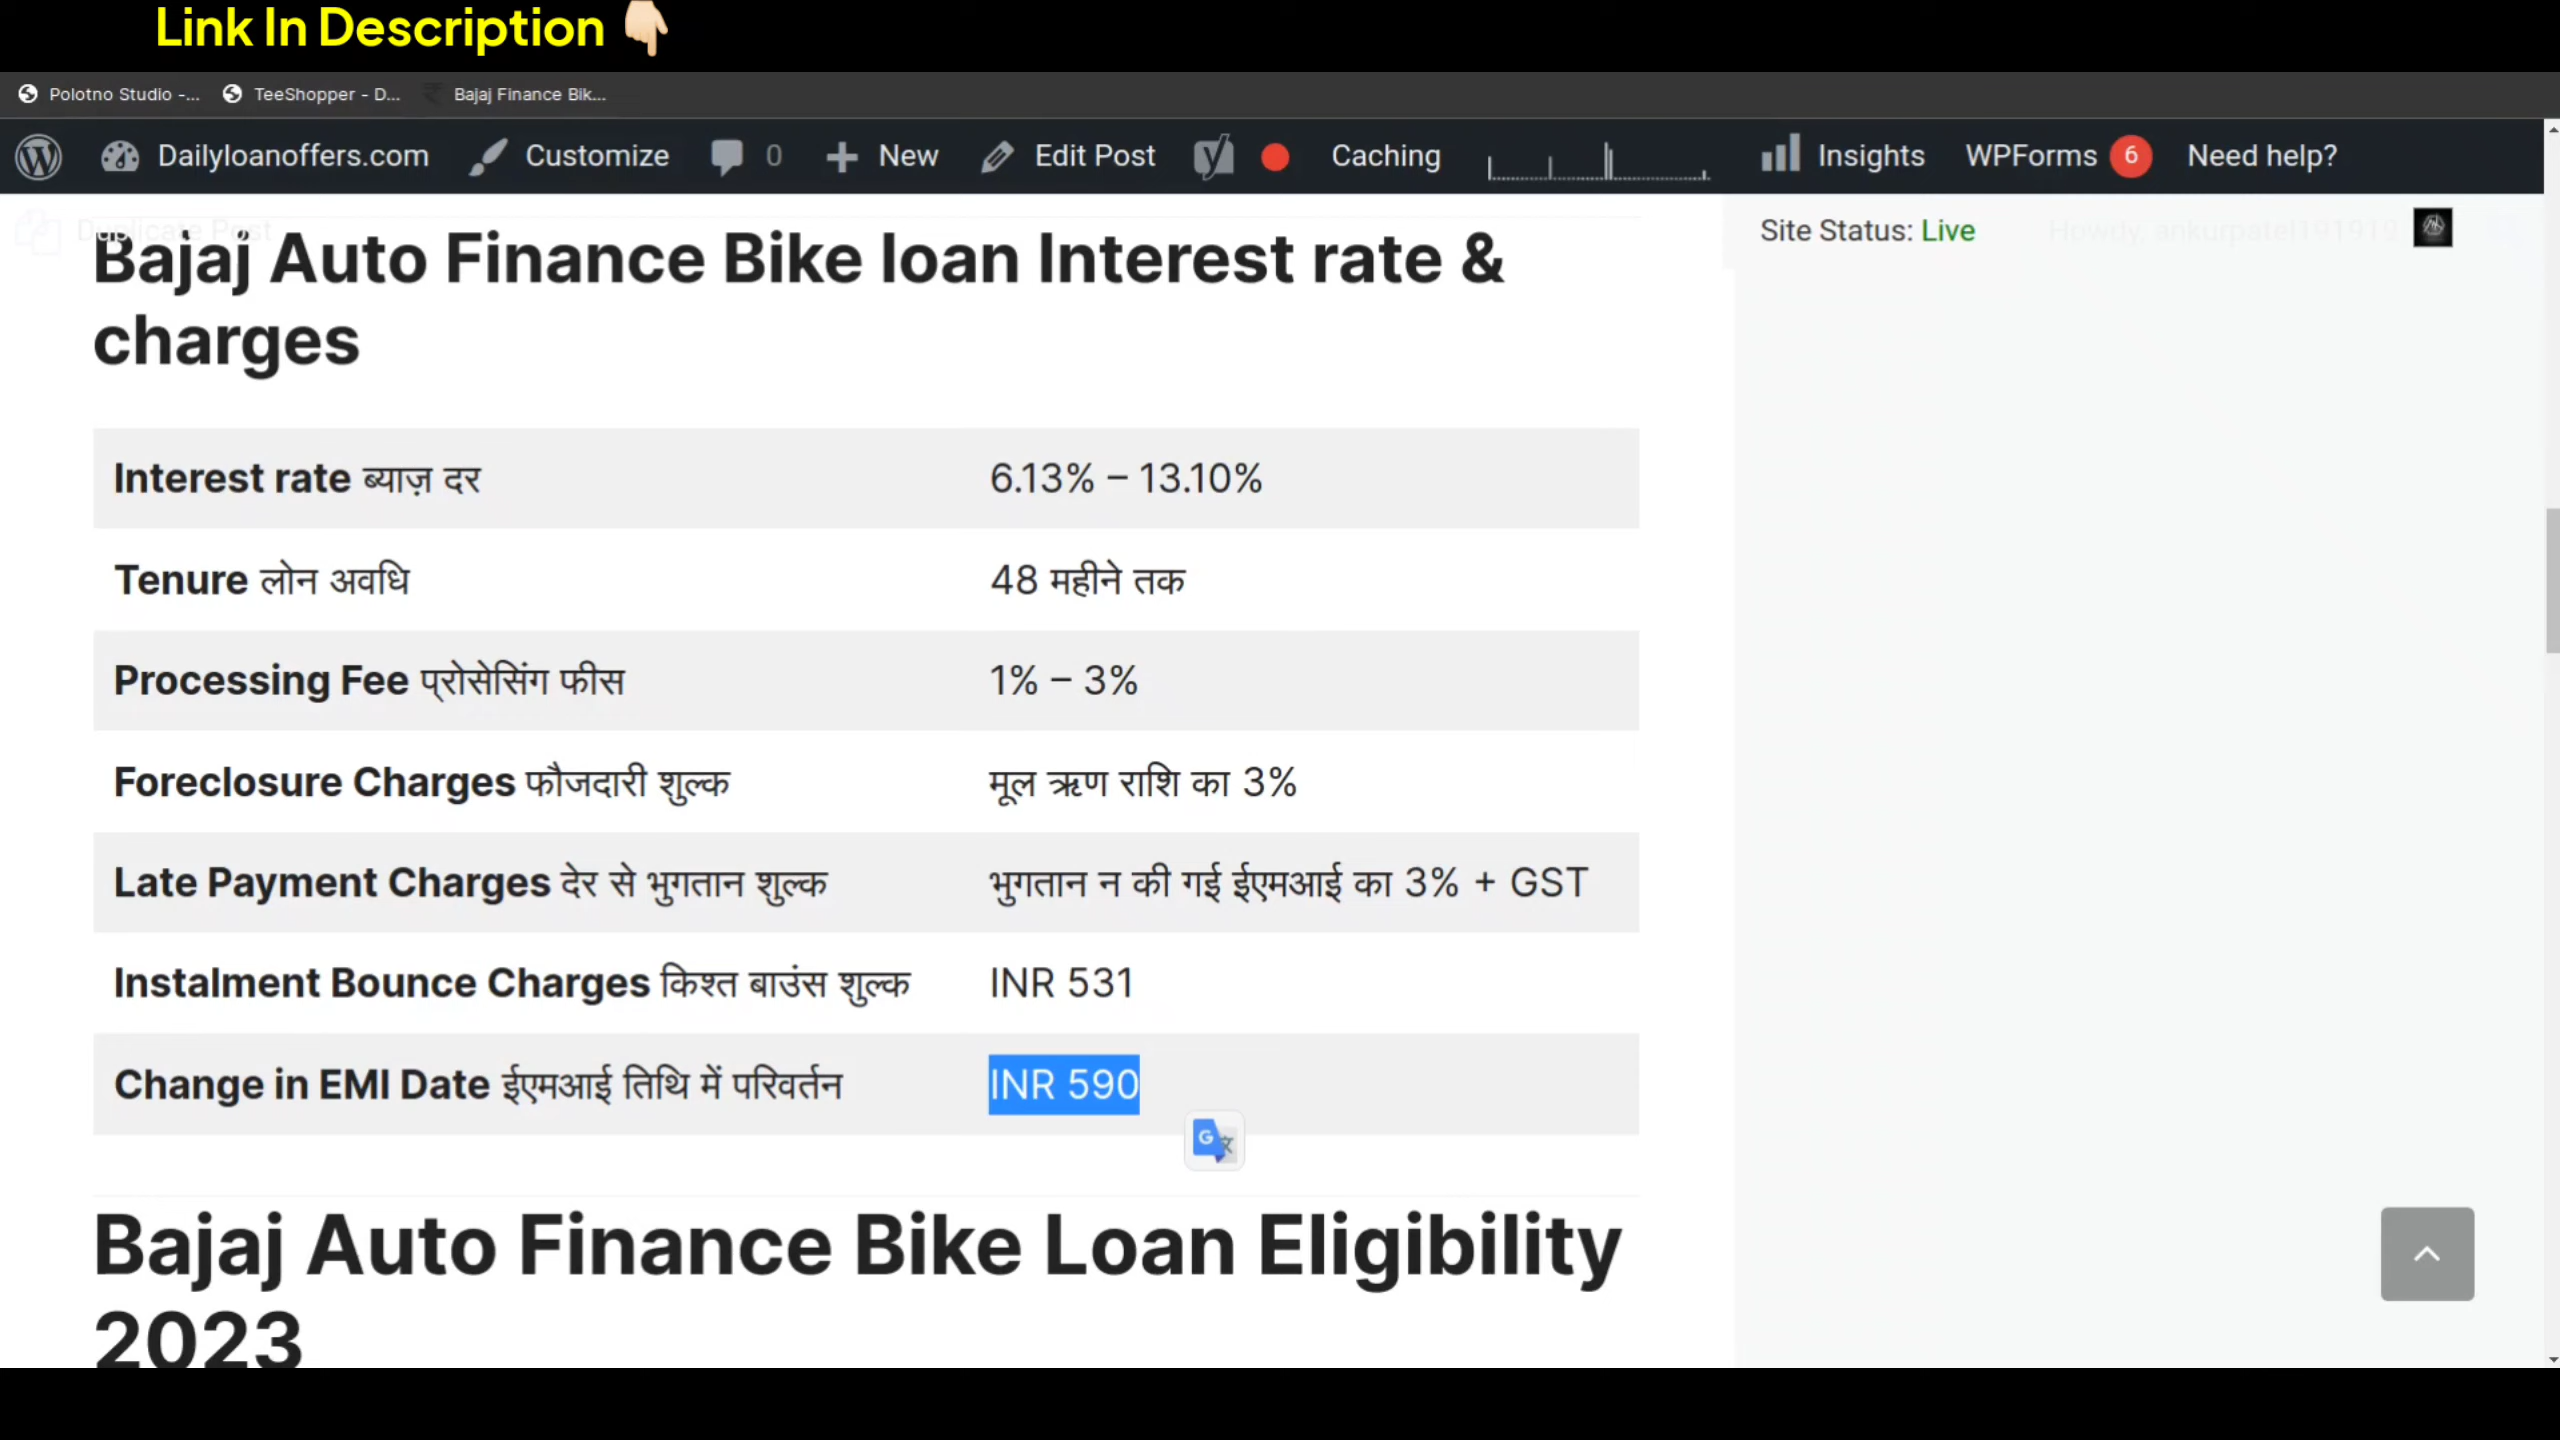 Link In Description
Polotno Studio -... TeeShopper - D... Bajaj Finance Bik...
Dailyloanoffers.com Customize 0 New Edit Post Caching Insights WPForms 6 Need help?
Duplicate Post Site Status: Live Howdy, ankurpatel191919
Bajaj Auto Finance Bike loan Interest rate &
charges
Interest rate ब्याज़ दर 6.13% – 13.10%
Tenure लोन अवधि 48 महीने तक
Processing Fee प्रोसेसिंग फीस 1% – 3%
Foreclosure Charges फौजदारी शुल्क मूल ऋण राशि का 3%
Late Payment Charges देर से भुगतान शुल्क भुगतान न की गई ईएमआई का 3% + GST
Instalment Bounce Charges किश्त बाउंस शुल्क INR 531
Change in EMI Date ईएमआई तिथि में परिवर्तन INR 590
Bajaj Auto Finance Bike Loan Eligibility
2023